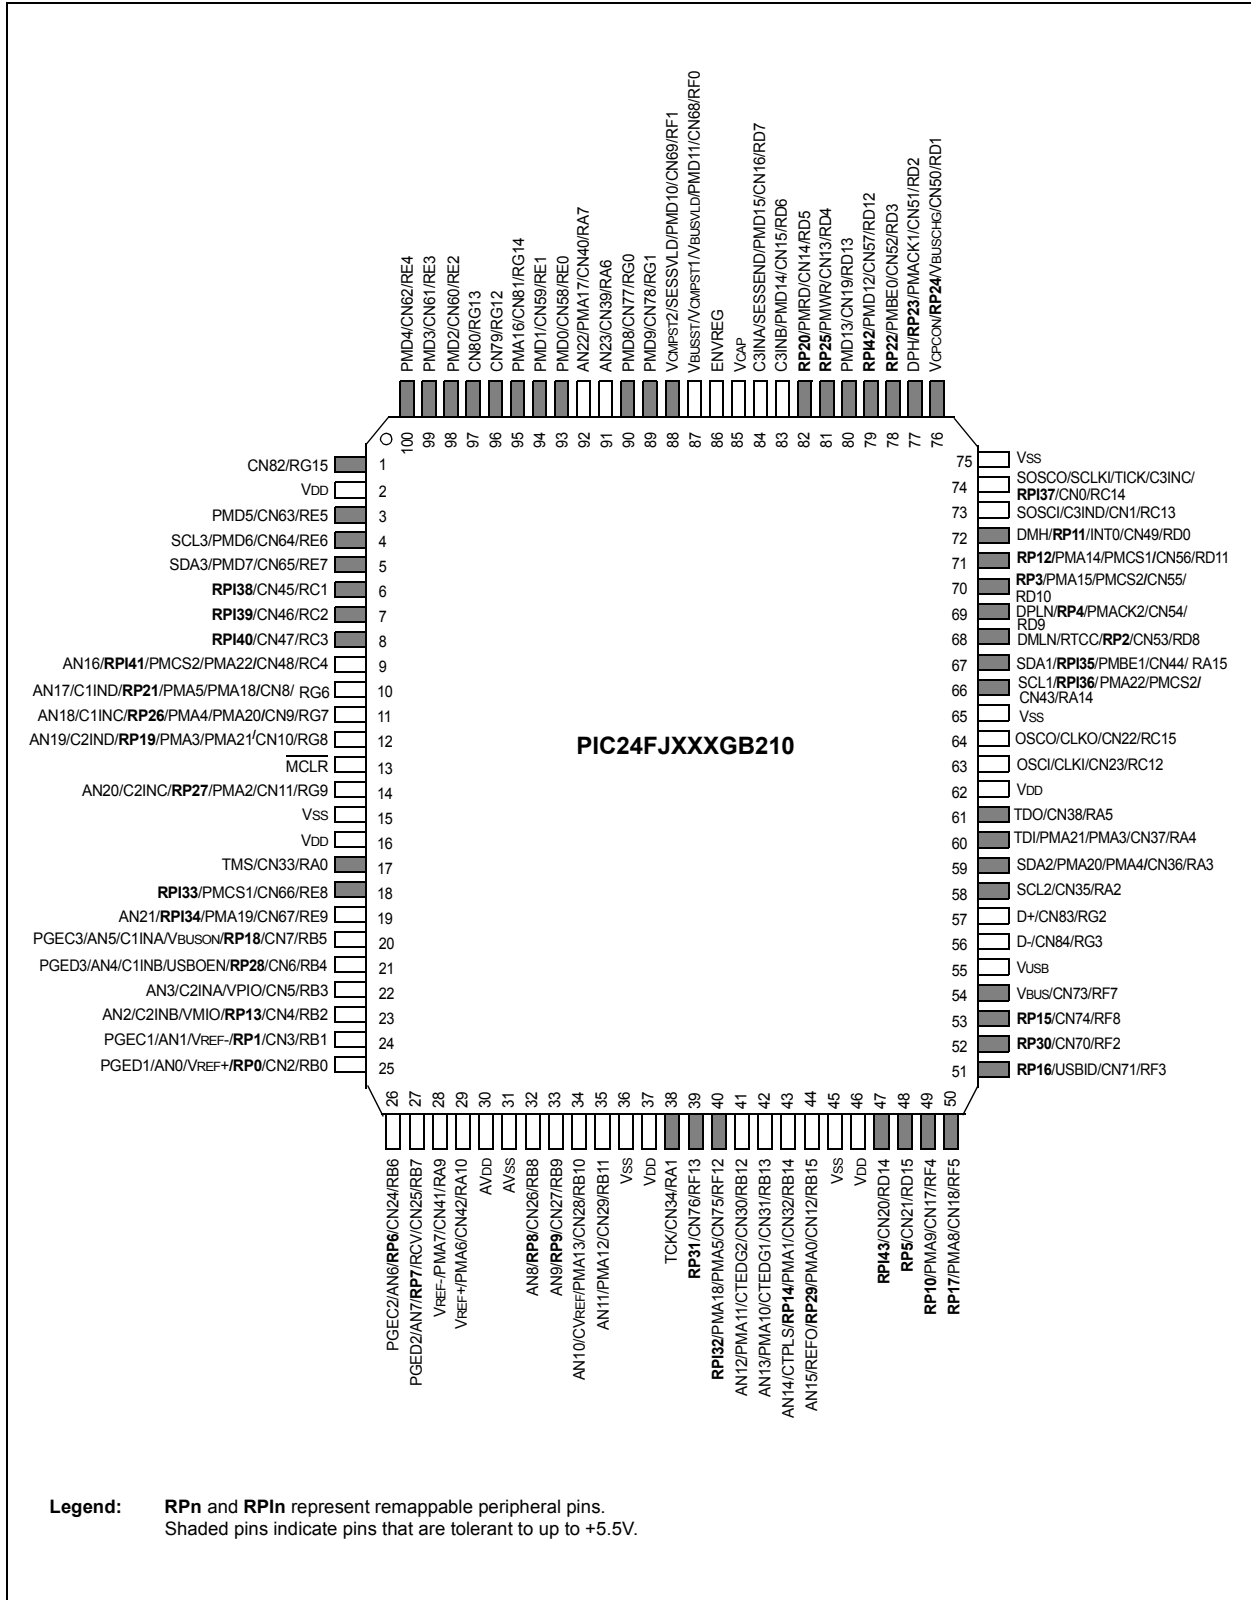 PMD4/CN62/RE4
PMD3/CN61/RE3
PMD2/CN60/RE2
CN80/RG13
CN79/RG12
PMA16/CN81/RG14
PMD1/CN59/RE1
PMD0/CN58/RE0
AN22/PMA17/CN40/RA7
AN23/CN39/RA6
PMD8/CN77/RG0
PMD9/CN78/RG1
VCMPST2/SESSVLD/PMD10/CN69/RF1
VBUSST/VCMPST1/VBUSVLD/PMD11/CN68/RF0
ENVREG
VCAP
C3INA/SESSEND/PMD15/CN16/RD7
C3INB/PMD14/CN15/RD6
RP20/PMRD/CN14/RD5
RP25/PMWR/CN13/RD4
PMD13/CN19/RD13
RPI42/PMD12/CN57/RD12
RP22/PMBE0/CN52/RD3
DPH/RP23/PMACK1/CN51/RD2
VCPCON/RP24/VBUSCHG/CN50/RD1
100
99
98
97
96
95
94
93
92
91
90
89
88
87
86
85
84
83
82
81
80
79
78
77
76
CN82/RG15 1
VDD 2
PMD5/CN63/RE5 3
SCL3/PMD6/CN64/RE6 4
SDA3/PMD7/CN65/RE7 5
RPI38/CN45/RC1 6
RPI39/CN46/RC2 7
RPI40/CN47/RC3 8
AN16/RPI41/PMCS2/PMA22/CN48/RC4 9
AN17/C1IND/RP21/PMA5/PMA18/CN8/ RG6 10
AN18/C1INC/RP26/PMA4/PMA20/CN9/RG7 11
AN19/C2IND/RP19/PMA3/PMA21/CN10/RG8 12
MCLR 13
AN20/C2INC/RP27/PMA2/CN11/RG9 14
VSS 15
VDD 16
TMS/CN33/RA0 17
RPI33/PMCS1/CN66/RE8 18
AN21/RPI34/PMA19/CN67/RE9 19
PGEC3/AN5/C1INA/VBUSON/RP18/CN7/RB5 20
PGED3/AN4/C1INB/USBOEN/RP28/CN6/RB4 21
AN3/C2INA/VPIO/CN5/RB3 22
AN2/C2INB/VMIO/RP13/CN4/RB2 23
PGEC1/AN1/VREF-/RP1/CN3/RB1 24
PGED1/AN0/VREF+/RP0/CN2/RB0 25
PIC24FJXXXGB210
75 VSS
74 SOSCO/SCLKI/TICK/C3INC/
RPI37/CN0/RC14
73 SOSCI/C3IND/CN1/RC13
72 DMH/RP11/INT0/CN49/RD0
71 RP12/PMA14/PMCS1/CN56/RD11
70 RP3/PMA15/PMCS2/CN55/
RD10
69 DPLN/RP4/PMACK2/CN54/
RD9
68 DMLN/RTCC/RP2/CN53/RD8
67 SDA1/RPI35/PMBE1/CN44/ RA15
66 SCL1/RPI36/PMA22/PMCS2/
CN43/RA14
65 VSS
64 OSCO/CLKO/CN22/RC15
63 OSCI/CLKI/CN23/RC12
62 VDD
61 TDO/CN38/RA5
60 TDI/PMA21/PMA3/CN37/RA4
59 SDA2/PMA20/PMA4/CN36/RA3
58 SCL2/CN35/RA2
57 D+/CN83/RG2
56 D-/CN84/RG3
55 VUSB
54 VBUS/CN73/RF7
53 RP15/CN74/RF8
52 RP30/CN70/RF2
51 RP16/USBID/CN71/RF3
26
27
28
29
30
31
32
33
34
35
36
37
38
39
40
41
42
43
44
45
46
47
48
49
50
PGEC2/AN6/RP6/CN24/RB6
PGED2/AN7/RP7/RCV/CN25/RB7
VREF-/PMA7/CN41/RA9
VREF+/PMA6/CN42/RA10
AVDD
AVSS
AN8/RP8/CN26/RB8
AN9/RP9/CN27/RB9
AN10/CVREF/PMA13/CN28/RB10
AN11/PMA12/CN29/RB11
VSS
VDD
TCK/CN34/RA1
RP31/CN76/RF13
RPI32/PMA18/PMA5/CN75/RF12
AN12/PMA11/CTEDG2/CN30/RB12
AN13/PMA10/CTEDG1/CN31/RB13
AN14/CTPLS/RP14/PMA1/CN32/RB14
AN15/REFO/RP29/PMA0/CN12/RB15
VSS
VDD
RPI43/CN20/RD14
RP5/CN21/RD15
RP10/PMA9/CN17/RF4
RP17/PMA8/CN18/RF5
Legend: RPn and RPIn represent remappable peripheral pins.
Shaded pins indicate pins that are tolerant to up to +5.5V.